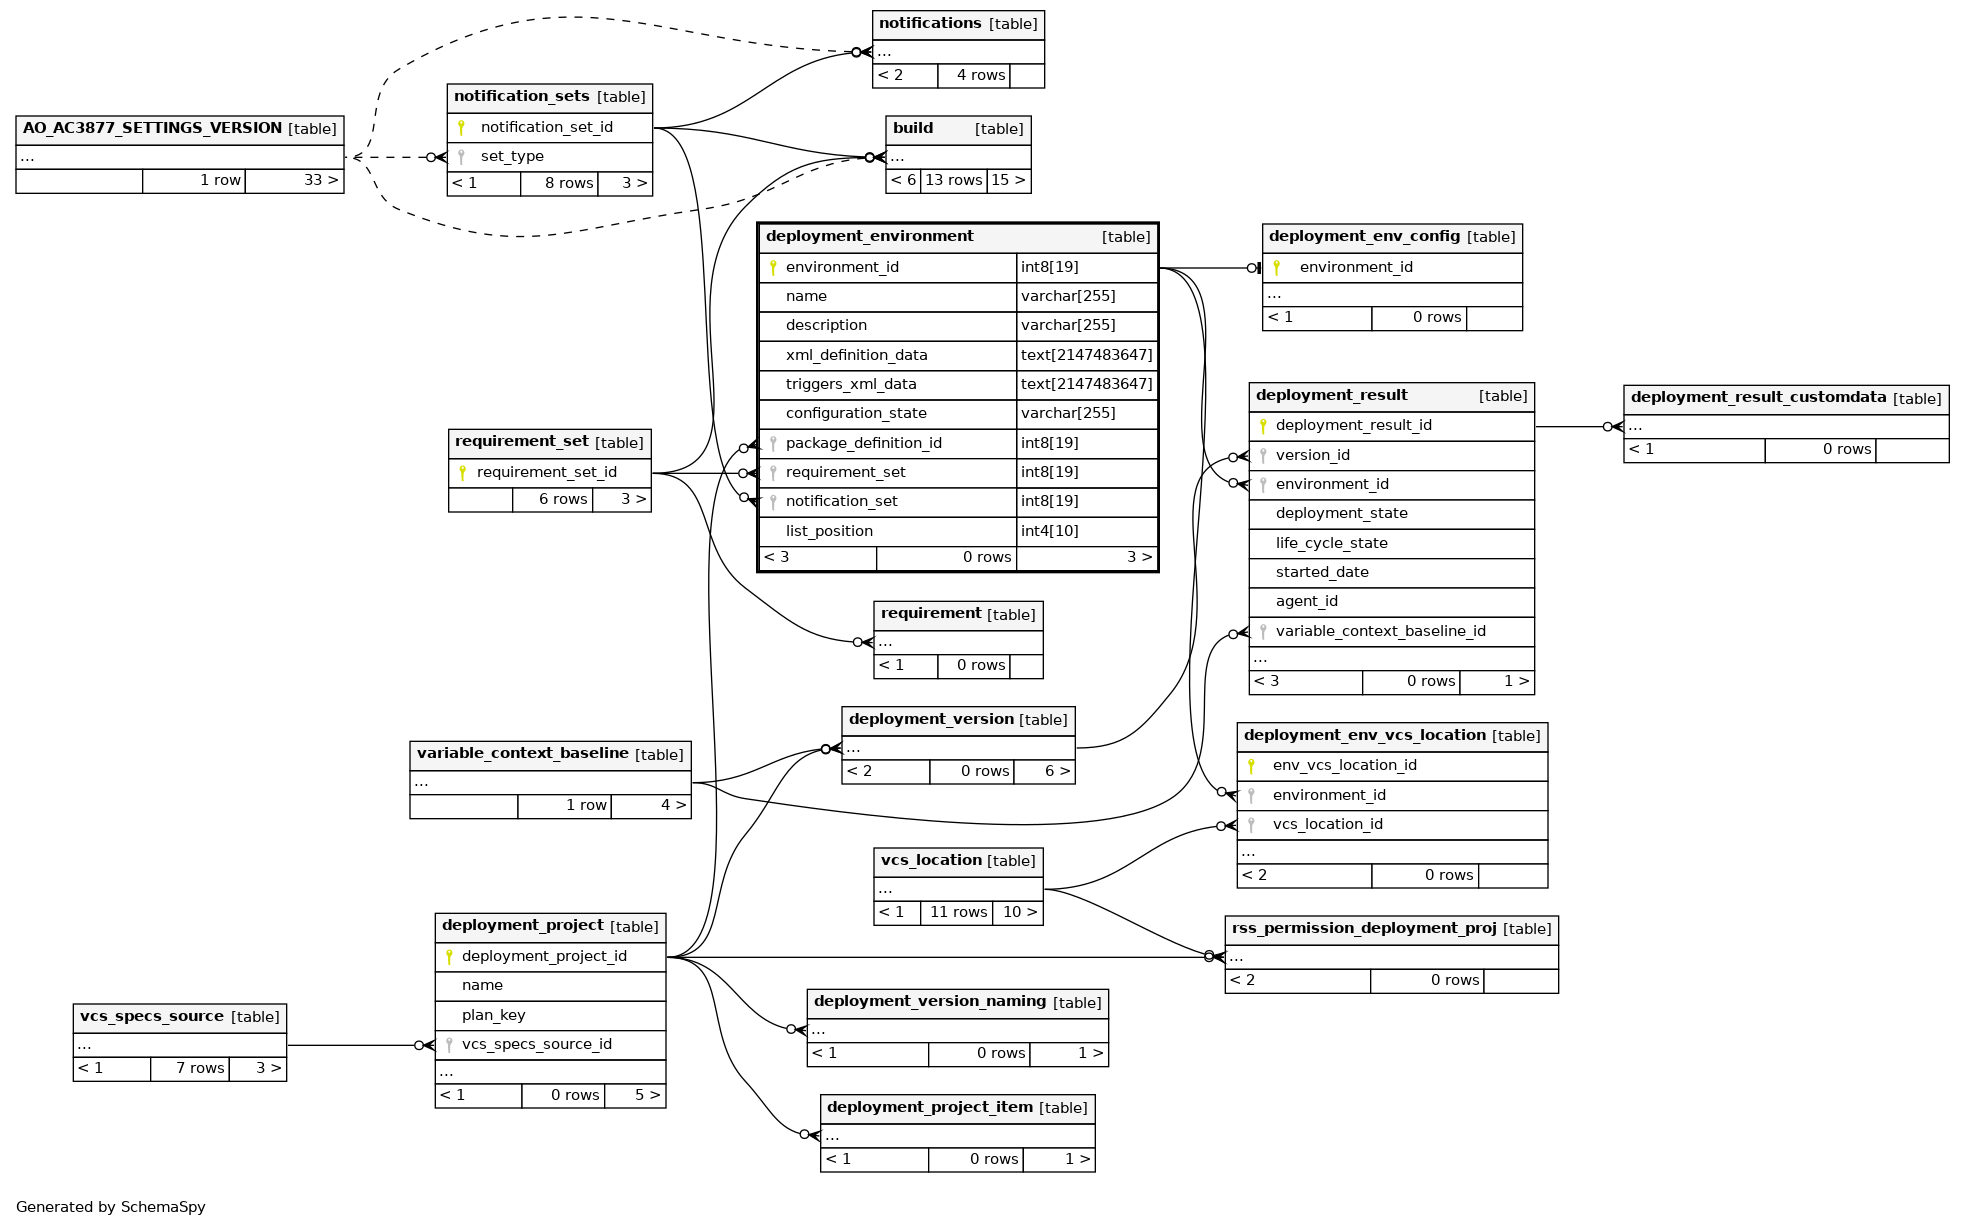 notifications [table]
...
< 2 4 rows
notification_sets [table]
notification_set_id
set_type
< 1 8 rows 3 >
AO_AC3877_SETTINGS_VERSION [table]
...
1 row 33 >
build [table]
...
< 6 13 rows 15 >
deployment_environment [table]
environment_id int8[19]
name varchar[255]
description varchar[255]
xml_definition_data text[2147483647]
triggers_xml_data text[2147483647]
configuration_state varchar[255]
package_definition_id int8[19]
requirement_set int8[19]
notification_set int8[19]
list_position int4[10]
< 3 0 rows 3 >
deployment_env_config [table]
environment_id
...
< 1 0 rows
deployment_result [table]
deployment_result_id
version_id
environment_id
deployment_state
life_cycle_state
started_date
agent_id
variable_context_baseline_id
...
< 3 0 rows 1 >
deployment_result_customdata [table]
...
< 1 0 rows
requirement_set [table]
requirement_set_id
6 rows 3 >
requirement [table]
...
< 1 0 rows
deployment_version [table]
...
< 2 0 rows 6 >
variable_context_baseline [table]
...
1 row 4 >
deployment_env_vcs_location [table]
env_vcs_location_id
environment_id
vcs_location_id
...
< 2 0 rows
vcs_location [table]
...
< 1 11 rows 10 >
rss_permission_deployment_proj [table]
...
< 2 0 rows
deployment_project [table]
deployment_project_id
name
plan_key
vcs_specs_source_id
...
< 1 0 rows 5 >
vcs_specs_source [table]
...
< 1 7 rows 3 >
deployment_version_naming [table]
...
< 1 0 rows 1 >
deployment_project_item [table]
...
< 1 0 rows 1 >
Generated by SchemaSpy